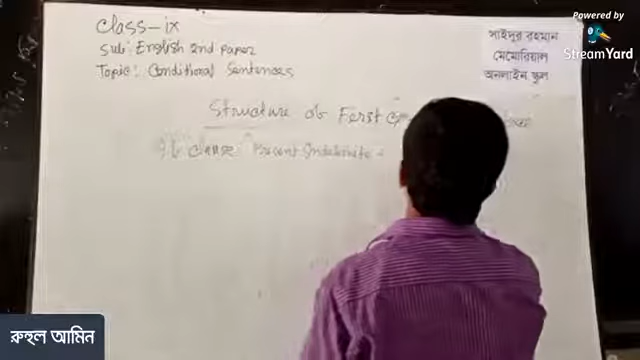 Class-ix
Sub: English 2nd Paper
Topic: Conditional Sentences
Structure of First
If clause Present Indefinite +
সাইদুর রহমান
মেমোরিয়াল
অনলাইন স্কুল
Powered by
StreamYard
রুহুল আমিন